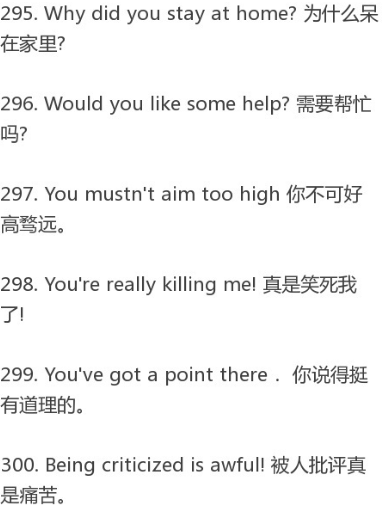 295. Why did you stay at home? 为什么呆
在家里?
296. Would you like some help? 需要帮忙
吗?
297. You mustn't aim too high 你不可好
高骛远。
298. You're really killing me! 真是笑死我
了!
299. You've got a point there． 你说得挺
有道理的。
300. Being criticized is awful! 被人批评真
是痛苦。